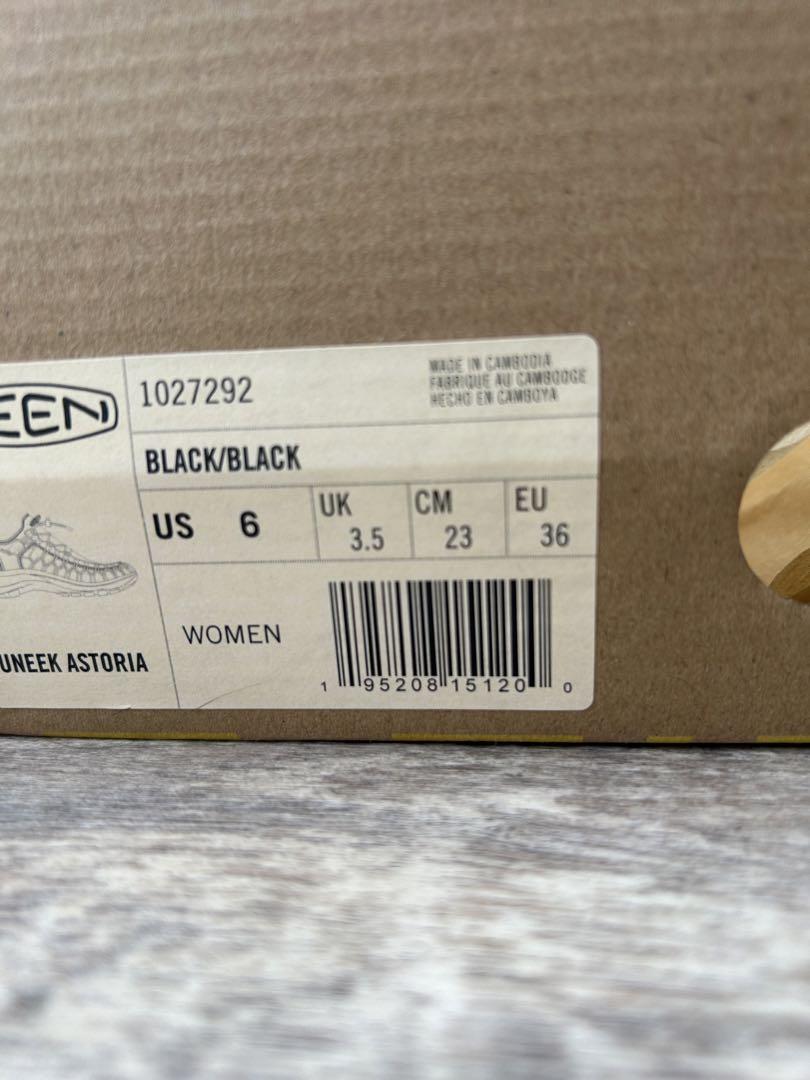 EEN
1027292
MADE IN CAMBODIA
FABRIQUE AU CAMBODGE
HECHO EN CAMBOYA
BLACK/BLACK
US 6
UK 3.5
CM 23
EU 36
UNEEK ASTORIA
WOMEN
1 95208 15120 0